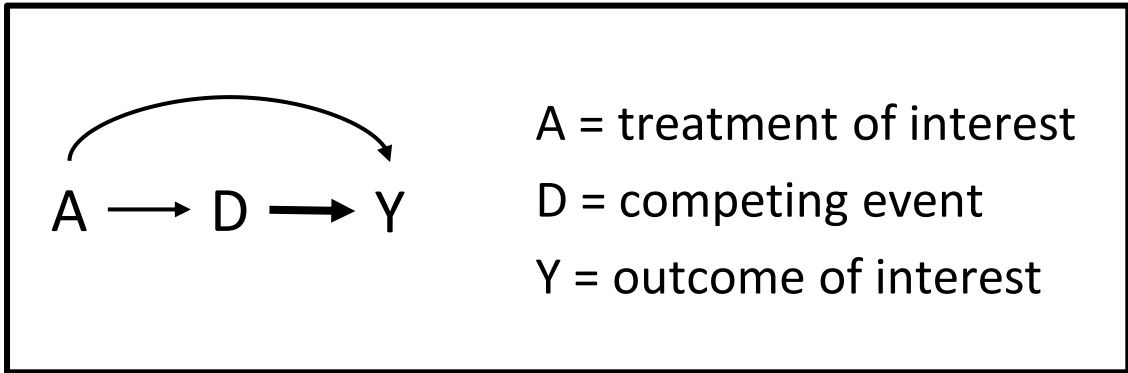 A D Y
A = treatment of interest
D = competing event
Y = outcome of interest